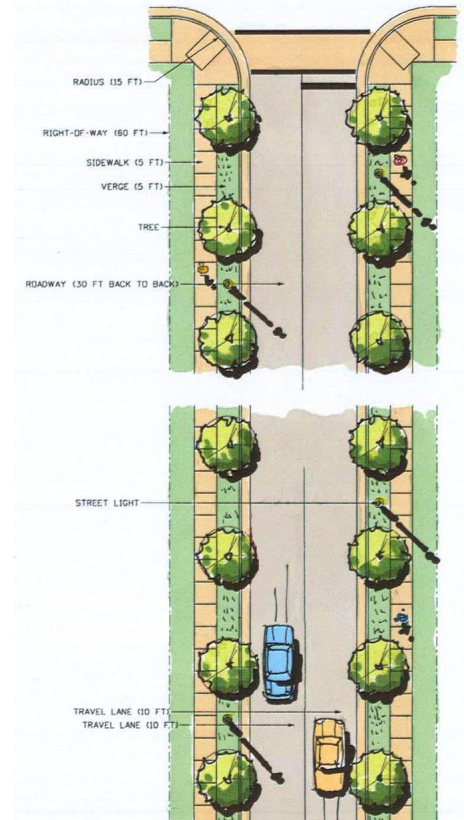 RADIUS (15 FT)
RIGHT-OF-WAY (60 FT)
SIDEWALK (5 FT)
VERGE (5 FT)
TREE
ROADWAY (30 FT BACK TO BACK)
STREET LIGHT
TRAVEL LANE (10 FT)
TRAVEL LANE (10 FT)